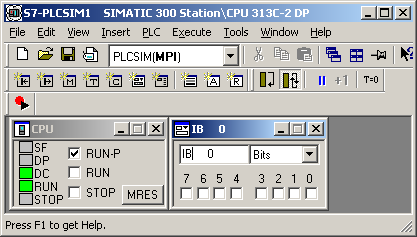 S7-PLCSIM1 SIMATIC 300 Station\CPU 313C-2 DP
File Edit View Insert PLC Execute Tools Window Help
PLCSIM(MPI)
+1 T=0
CPU
SF
DP
DC
RUN
STOP
RUN-P
RUN
STOP
MRES
IB 0
IB 0 Bits
7 6 5 4 3 2 1 0
Press F1 to get Help.